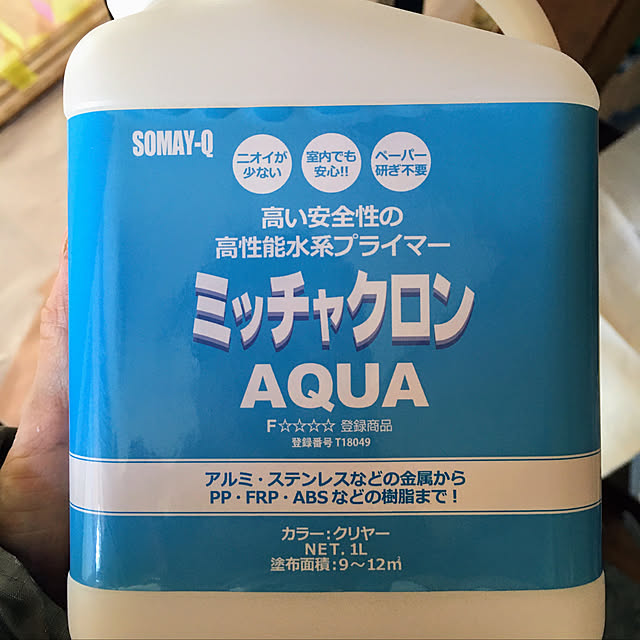 SOMAY-Q
ニオイが
少ない
室内でも
安心!!
ペーパー
研ぎ不要
高い安全性の
高性能水系プライマー
ミッチャクロン
AQUA
F☆☆☆☆ 登録商品
登録番号 T18049
アルミ・ステンレスなどの金属から
PP・FRP・ABSなどの樹脂まで！
カラー：クリヤー
NET. 1L
塗布面積：9〜12㎡